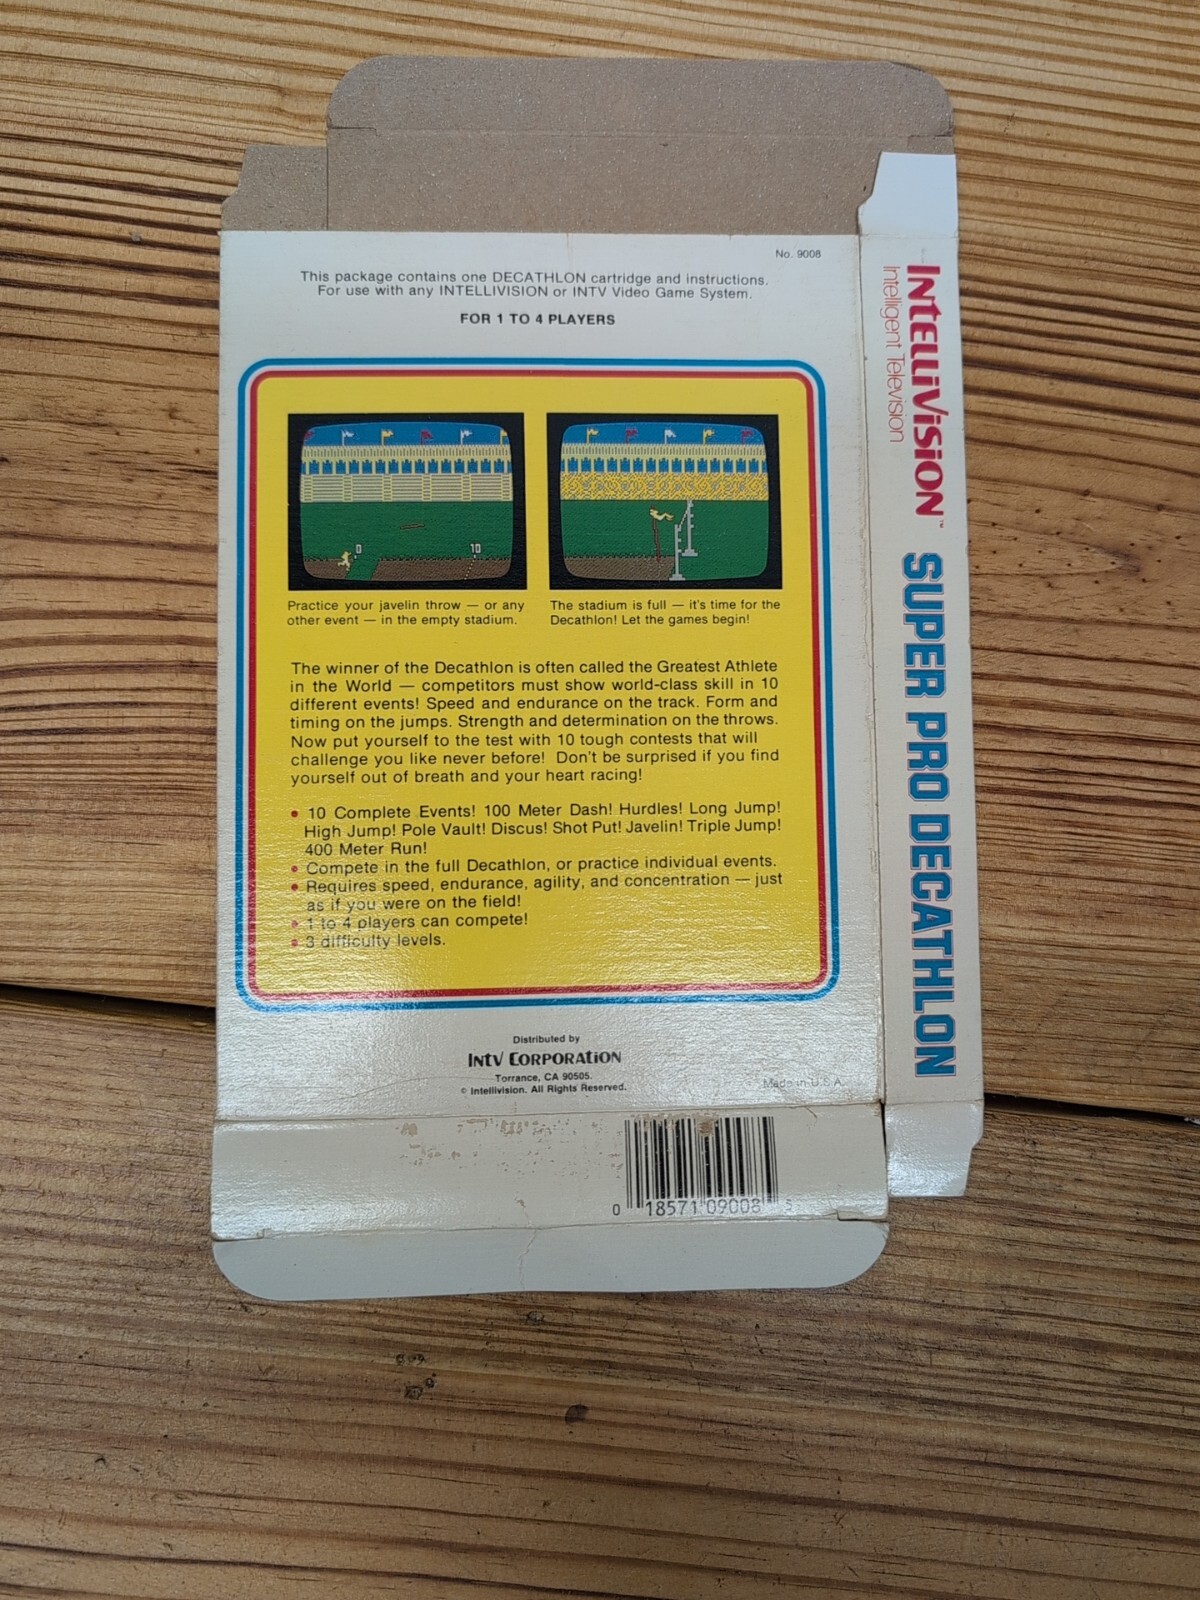 No. 9008
This package contains one DECATHLON cartridge and instructions.
For use with any INTELLIVISION or INTV Video Game System.
FOR 1 TO 4 PLAYERS
0
10
Practice your javelin throw — or any
other event — in the empty stadium.
The stadium is full — it's time for the
Decathlon! Let the games begin!
The winner of the Decathlon is often called the Greatest Athlete
in the World — competitors must show world-class skill in 10
different events! Speed and endurance on the track. Form and
timing on the jumps. Strength and determination on the throws.
Now put yourself to the test with 10 tough contests that will
challenge you like never before! Don't be surprised if you find
yourself out of breath and your heart racing!
• 10 Complete Events! 100 Meter Dash! Hurdles! Long Jump!
High Jump! Pole Vault! Discus! Shot Put! Javelin! Triple Jump!
400 Meter Run!
• Compete in the full Decathlon, or practice individual events.
• Requires speed, endurance, agility, and concentration — just
as if you were on the field!
• 1 to 4 players can compete!
• 3 difficulty levels.
Distributed by
INTV CORPORATION
Torrance, CA 90505.
© Intellivision. All Rights Reserved.
Made in U.S.A.
0 18571 09008 5
INTELLIVISION™
Intelligent Television
SUPER PRO DECATHLON